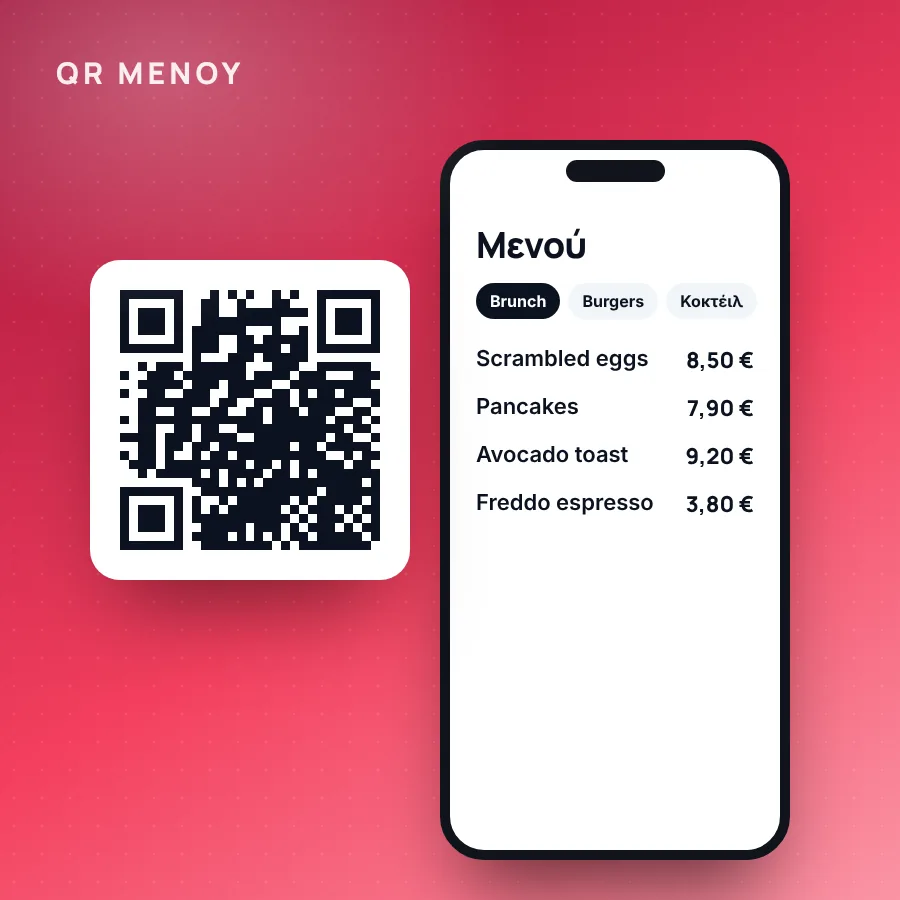 QR MENOY
Μενού
Brunch Burgers Κοκτέιλ
Scrambled eggs 8,50 €
Pancakes 7,90 €
Avocado toast 9,20 €
Freddo espresso 3,80 €